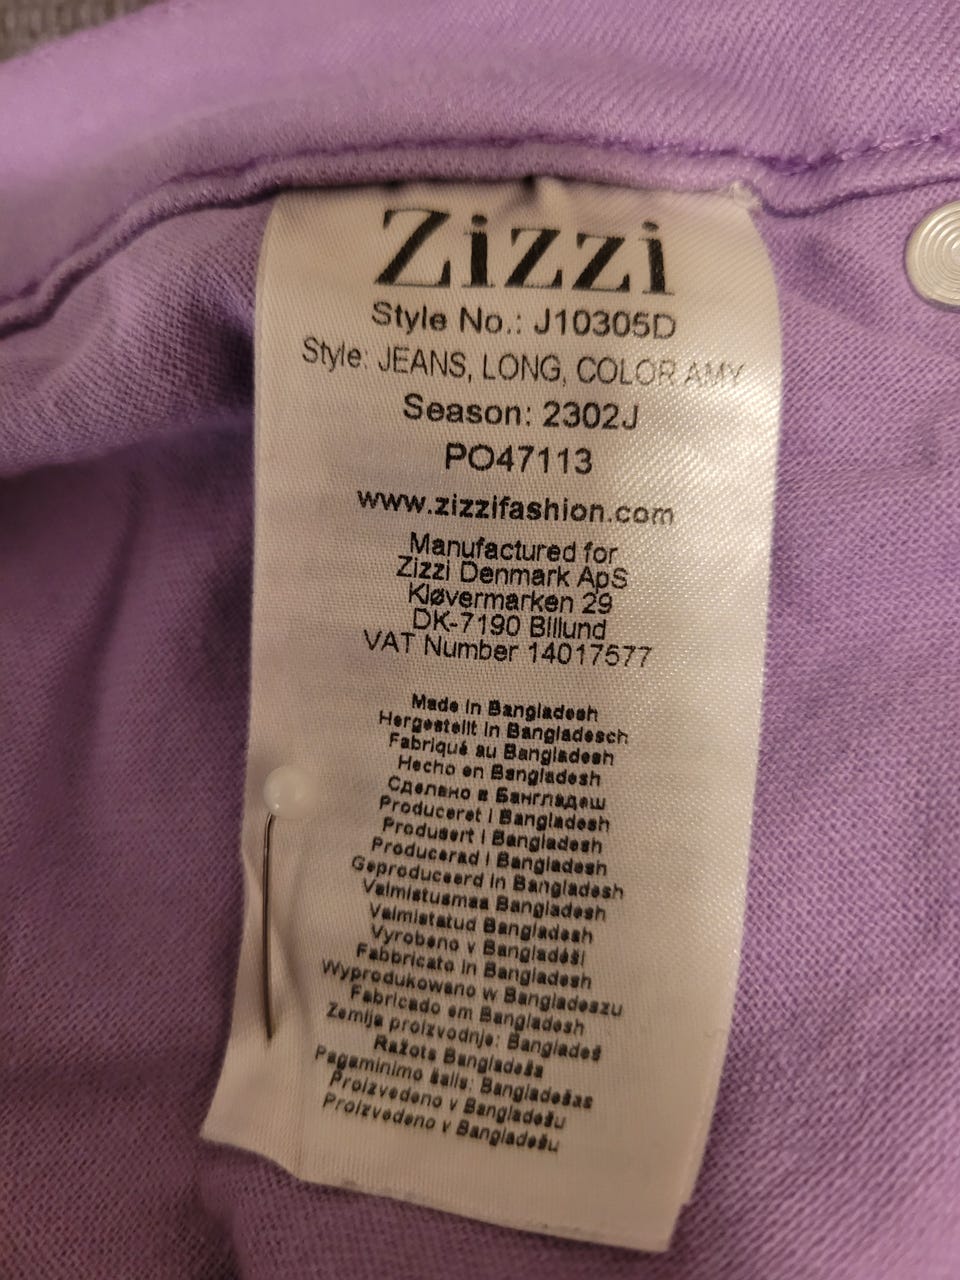 Zizzi
Style No.: J10305D
Style: JEANS, LONG, COLOR AMY
Season: 2302J
PO47113
www.zizzifashion.com
Manufactured for
Zizzi Denmark ApS
Kløvermarken 29
DK-7190 Billund
VAT Number 14017577
Made in Bangladesh
Hergestellt in Bangladesch
Fabriqué au Bangladesh
Hecho en Bangladesh
Сделано в Бангладеш
Produceret i Bangladesh
Produsert i Bangladesh
Producerad i Bangladesh
Geproduceerd in Bangladesh
Valmistusmaa Bangladesh
Valmistatud Bangladesh
Vyrobeno v Bangladéši
Fabbricato in Bangladesh
Wyprodukowano w Bangladeszu
Fabricado em Bangladesh
Zemlja proizvodnje: Bangladeš
Ražots Bangladeša
Pagaminimo šalis: Bangladešas
Proizvedeno v Bangladešu
Proizvedeno v Bangladešu